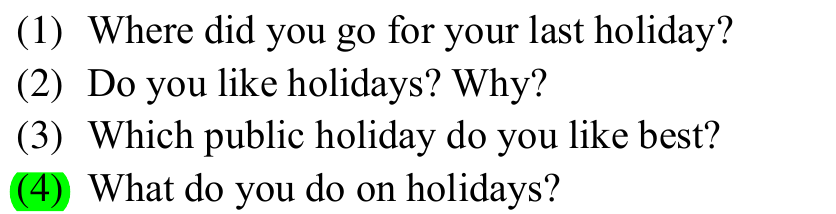 (1) Where did you go for your last holiday?
(2) Do you like holidays? Why?
(3) Which public holiday do you like best?
(4) What do you do on holidays?